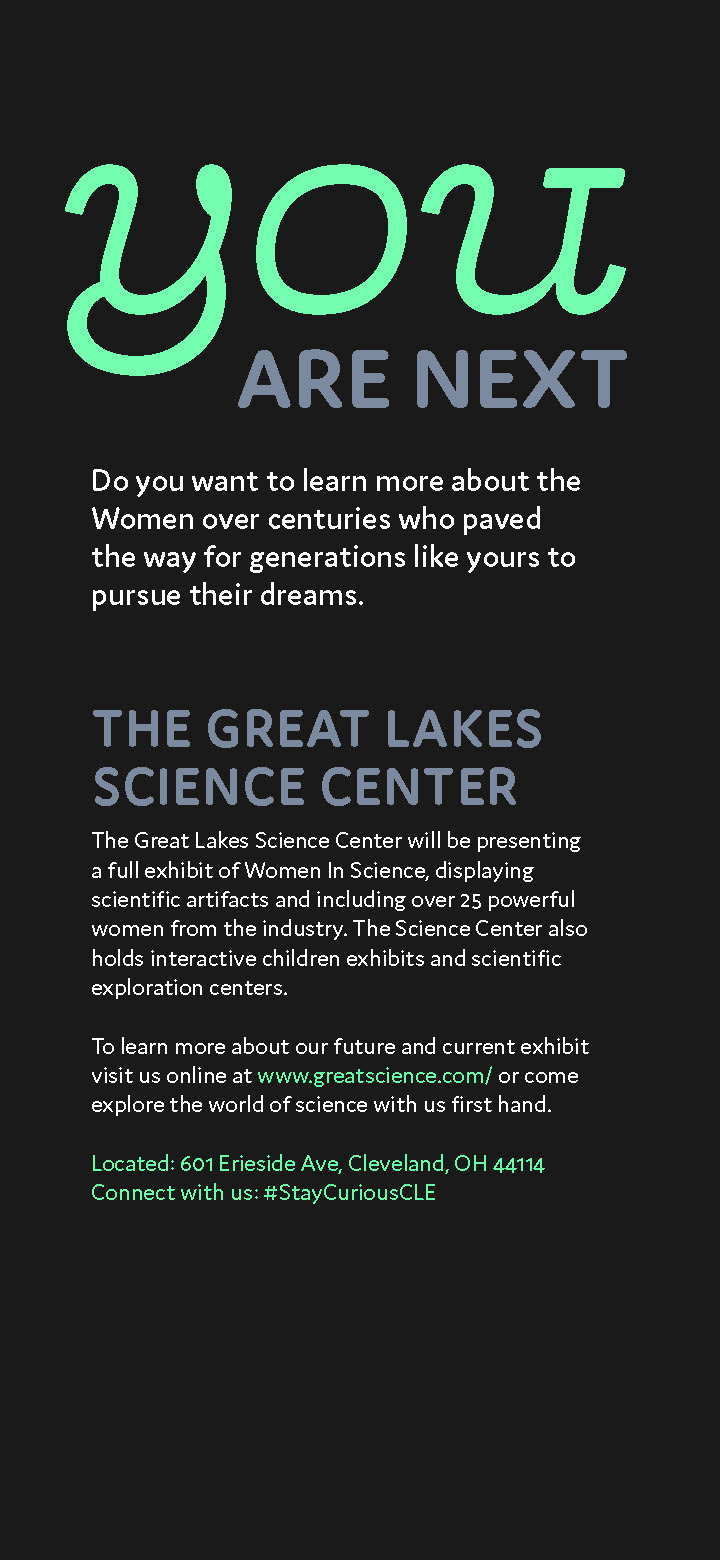 you
ARE NEXT
Do you want to learn more about the
Women over centuries who paved
the way for generations like yours to
pursue their dreams.
THE GREAT LAKES
SCIENCE CENTER
The Great Lakes Science Center will be presenting
a full exhibit of Women In Science, displaying
scientific artifacts and including over 25 powerful
women from the industry. The Science Center also
holds interactive children exhibits and scientific
exploration centers.
To learn more about our future and current exhibit
visit us online at www.greatscience.com/ or come
explore the world of science with us first hand.
Located: 601 Erieside Ave, Cleveland, OH 44114
Connect with us: #StayCuriousCLE